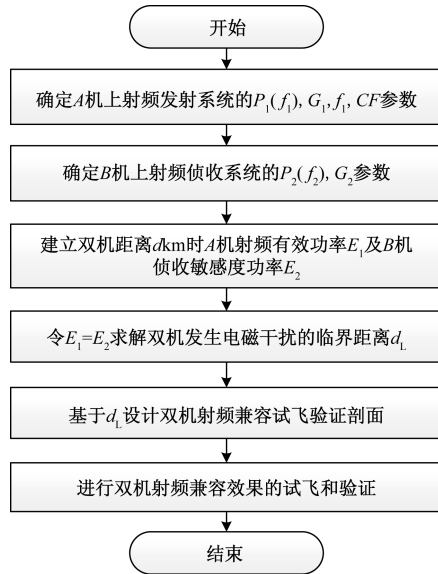 开始
确定A机上射频发射系统的P₁(f₁), G₁, f₁, CF参数
确定B机上射频侦收系统的P₂(f₂), G₂参数
建立双机距离dkm时A机射频有效功率E₁及B机
侦收敏感度功率E₂
令E₁=E₂求解双机发生电磁干扰的临界距离d_L
基于d_L设计双机射频兼容试飞验证剖面
进行双机射频兼容效果的试飞和验证
结束